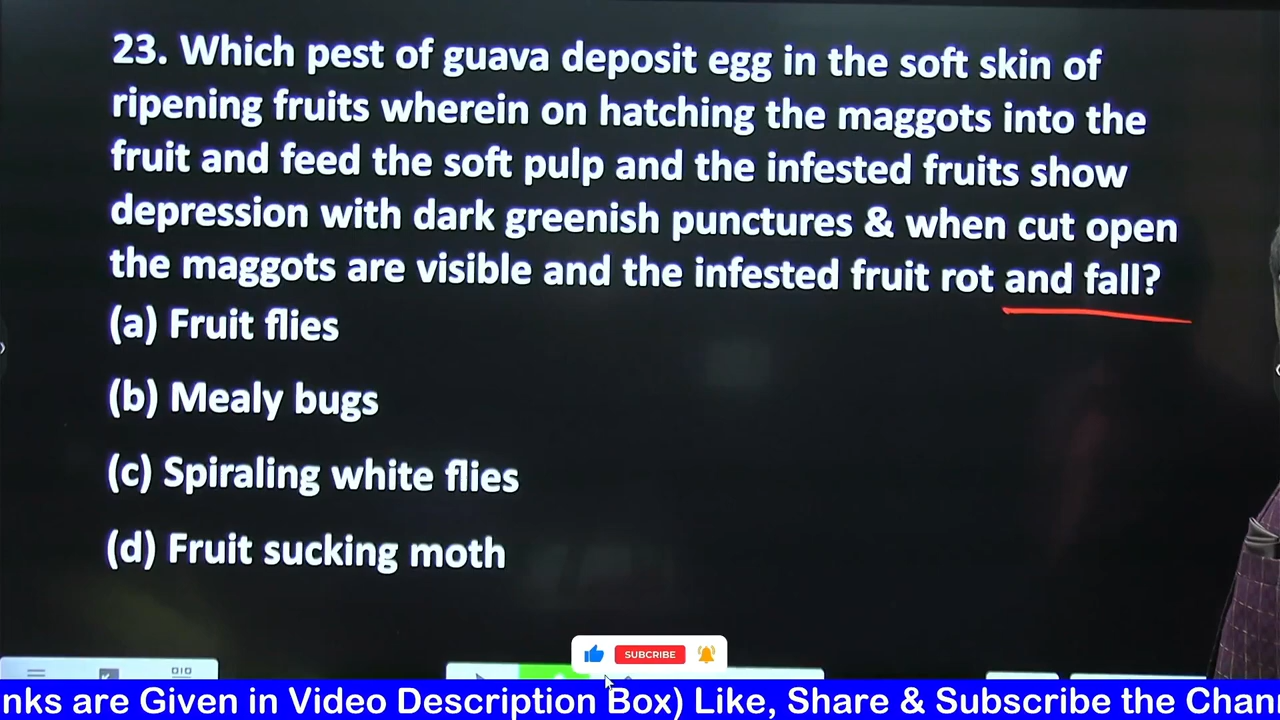 23. Which pest of guava deposit egg in the soft skin of
ripening fruits wherein on hatching the maggots into the
fruit and feed the soft pulp and the infested fruits show
depression with dark greenish punctures & when cut open
the maggots are visible and the infested fruit rot and fall?
(a) Fruit flies
(b) Mealy bugs
(c) Spiraling white flies
(d) Fruit sucking moth
SUBSCRIBE
nks are Given in Video Description Box) Like, Share & Subscribe the Chan